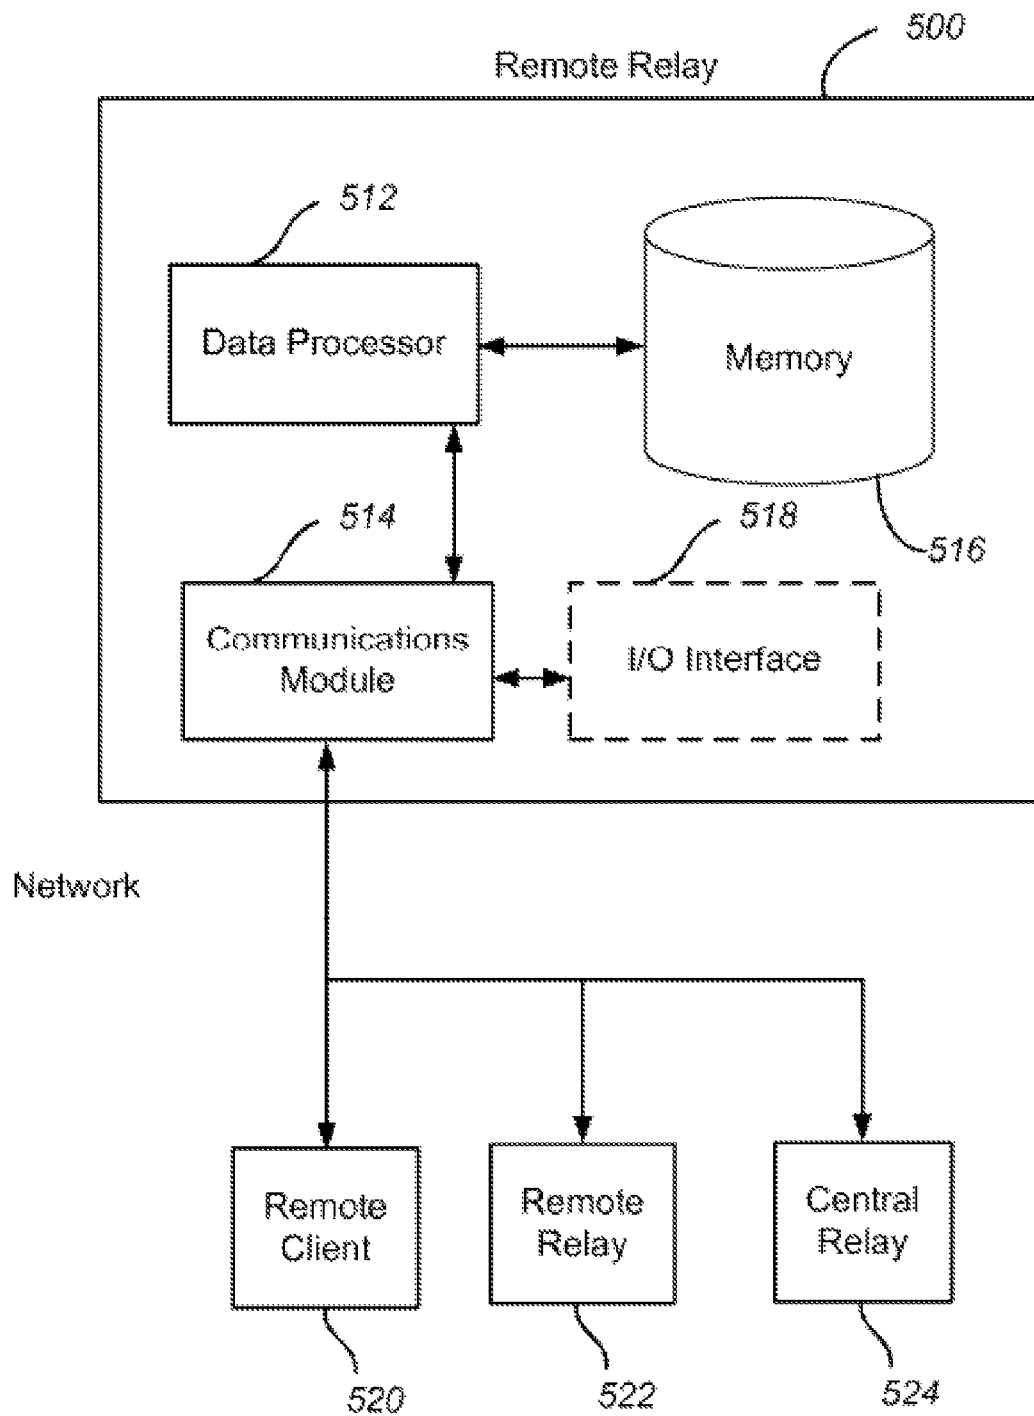 500
Remote Relay
512
Data Processor
Memory
514
518
516
Communications
Module
I/O Interface
Network
Remote
Client
Remote
Relay
Central
Relay
520
522
524